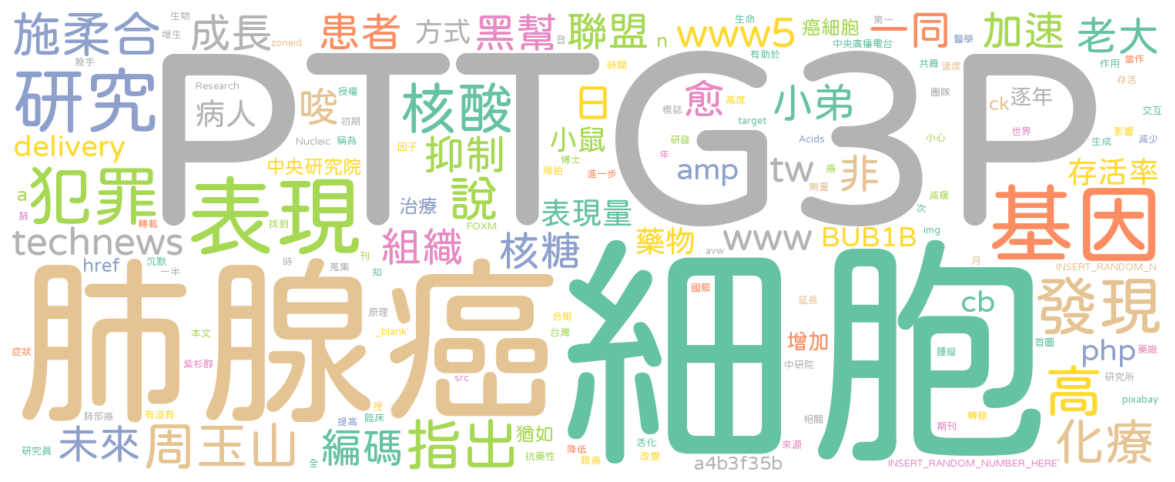 施柔合
成長
生物
增生
殺手
zoneid
患者
方式
黑幫
登
聯盟
n
www5
生命
癌細胞
中央廣播電台
有助於
第一
一同
醫學
加速
老大
當作
共舞
速度
作用
存活
研究
Research
病人
唆
授權
初期
Nucleic
稱為
核酸
時間
日
愈
高度
標誌
小弟
target
團隊
ck
逐年
交互
影響
減少
生成
世界
小心
Acids
PTTG3P
delivery
中央研究院
因子
抑制
小鼠
博士
研發
年
隱鉑
進一步
amp
癌
tw
劑量
非
存活率
a
肺
犯罪
轉載
表現
找到
治療
說
FOXM
表現量
減緩
次
基因
technews
href
沉默
一半
時
蒐集
刊
知
組織
核糖
藥物
avw
www
BUB1B
img
月
INSERT_RANDOM_N
肺腺癌
細胞
國際
延長
cb
發現
原理
_blank'
合組
台灣
本文
症狀
紫杉醇
src
增加
中研院
腫瘤
首圖
php
藥廠
研究所
高
pixabay
肺部癌
有沒有
裡
臨床
提高
相關
轉錄
期刊
研究員
未來
周玉山
全
編碼
指出
猶如
抗藥性
降低
腺癌
活化
改變
來源
a4b3f35b
INSERT_RANDOM_NUMBER_HERE'
化療